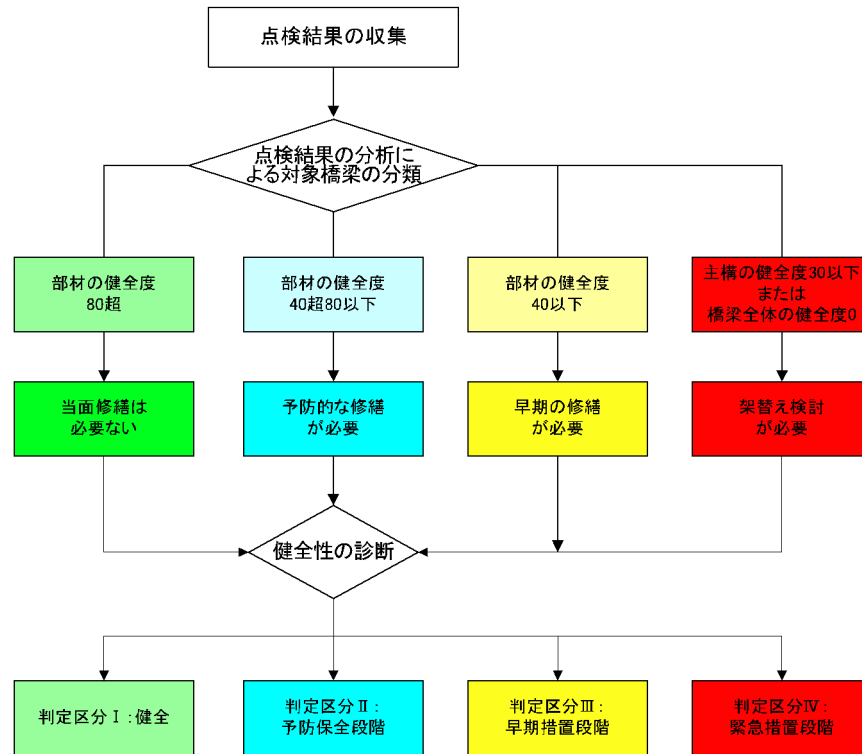 点検結果の収集
点検結果の分析に
よる対象橋梁の分類
部材の健全度
80超
部材の健全度
40超80以下
部材の健全度
40以下
主構の健全度30以下
または
橋梁全体の健全度0
当面修繕は
必要ない
予防的な修繕
が必要
早期の修繕
が必要
架替え検討
が必要
健全性の診断
判定区分Ⅰ:健全
判定区分Ⅱ:
予防保全段階
判定区分Ⅲ:
早期措置段階
判定区分Ⅳ:
緊急措置段階